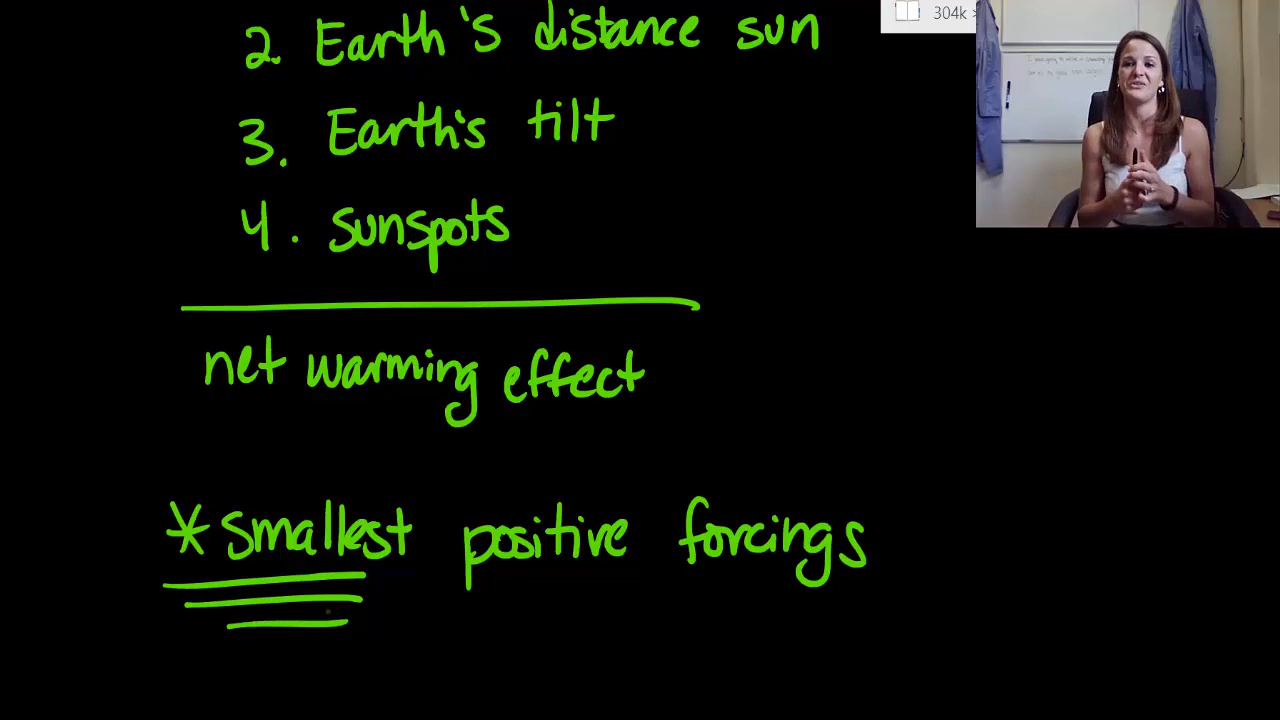 2. Earth's distance sun
304k >
3. Earth's tilt
4. sunspots
net warming effect
*smallest positive forcings